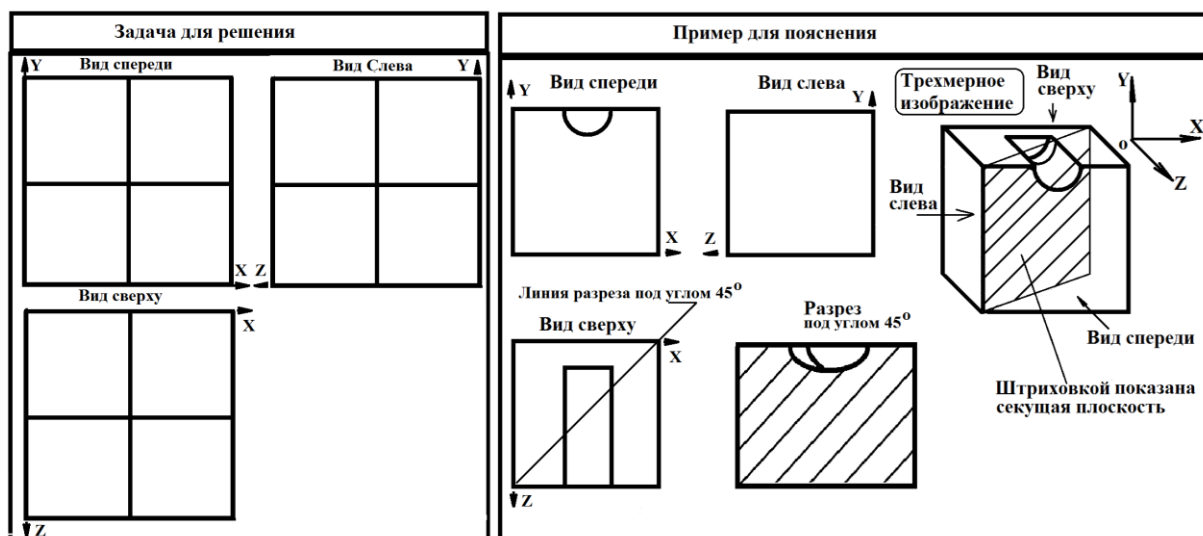 Задача для решения
Y
Вид спереди
Вид Слева
Y
X
Z
Вид сверху
X
Z
Пример для пояснения
Y
Вид спереди
Вид слева
Y
X
Z
Трехмерное
изображение
Вид
сверху
Y
X
o
Z
Вид
слева
Линия разреза под углом 45°
Вид сверху
X
Z
Разрез
под углом 45°
Вид спереди
Штриховкой показана
секущая плоскость